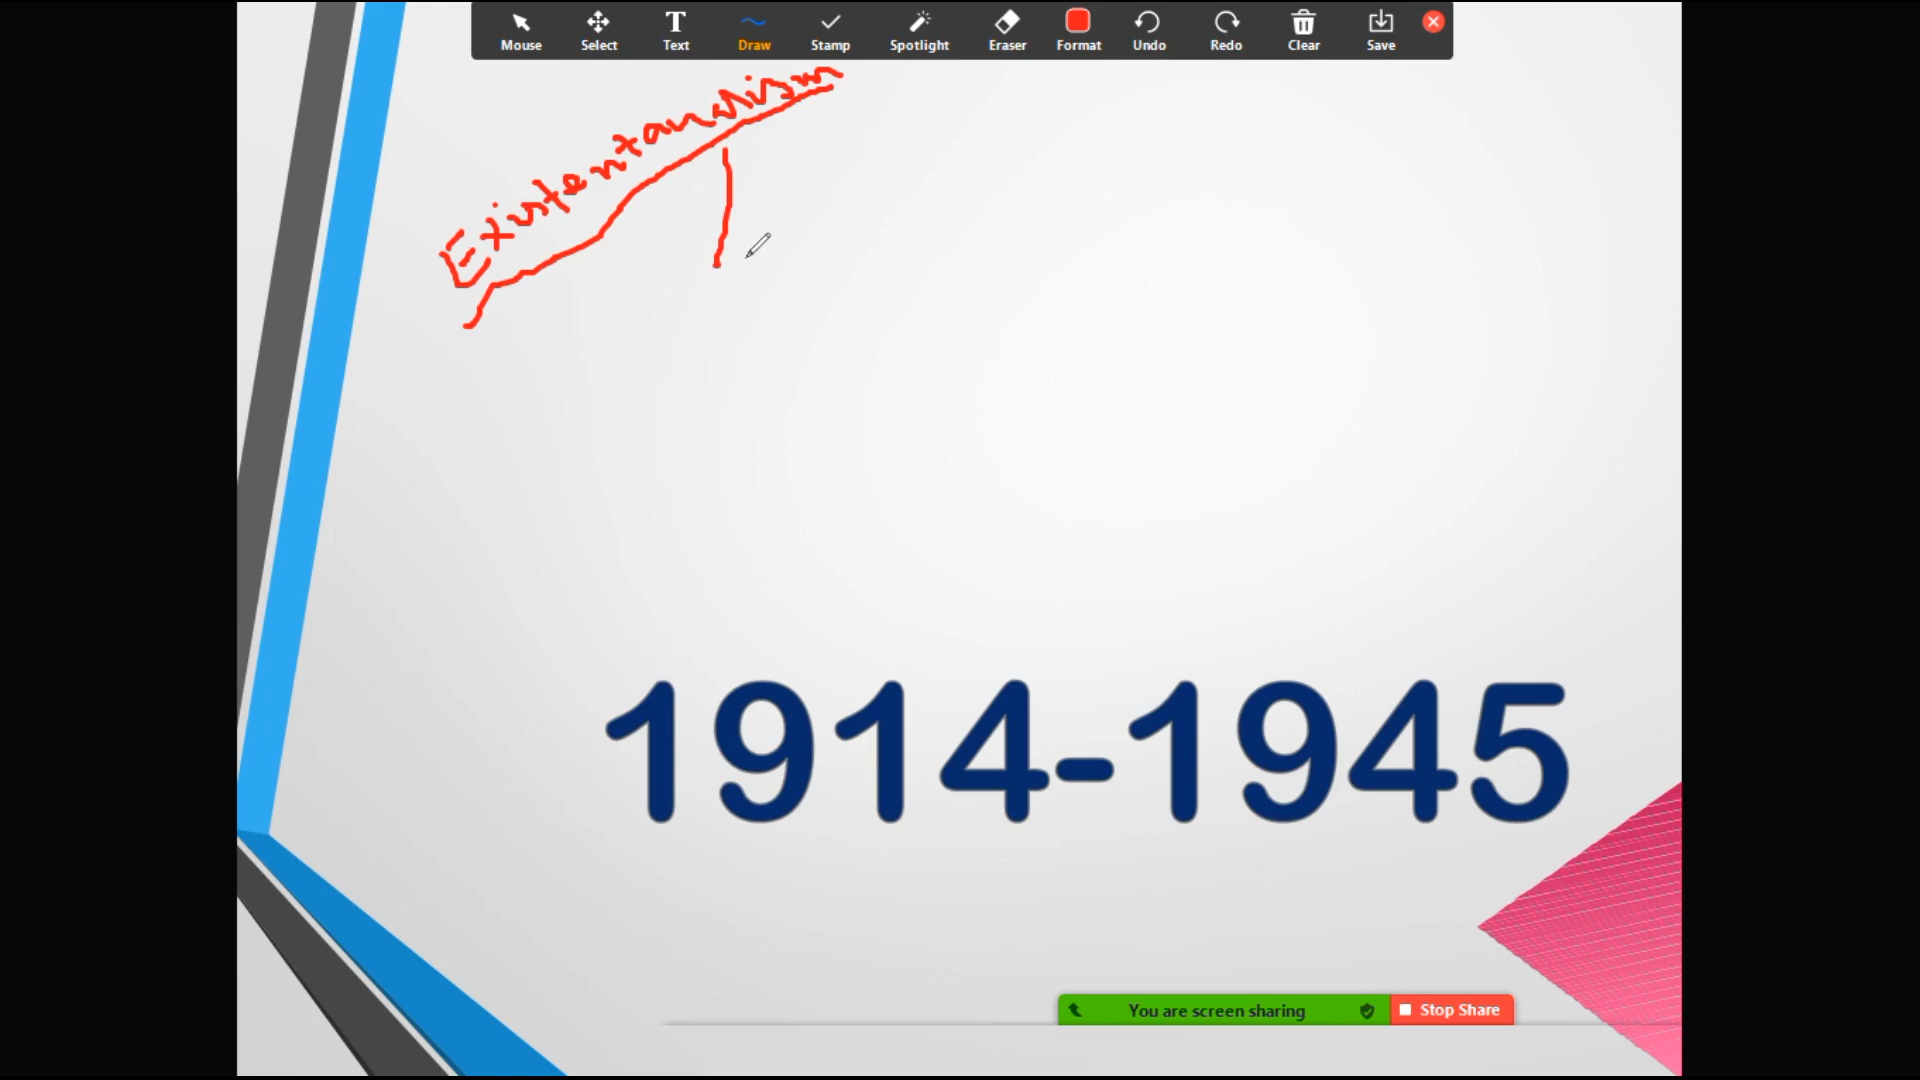 Mouse Select Text Draw Stamp Spotlight Eraser Format Undo Redo Clear Save
Existentanalism
1914-1945
You are screen sharing Stop Share